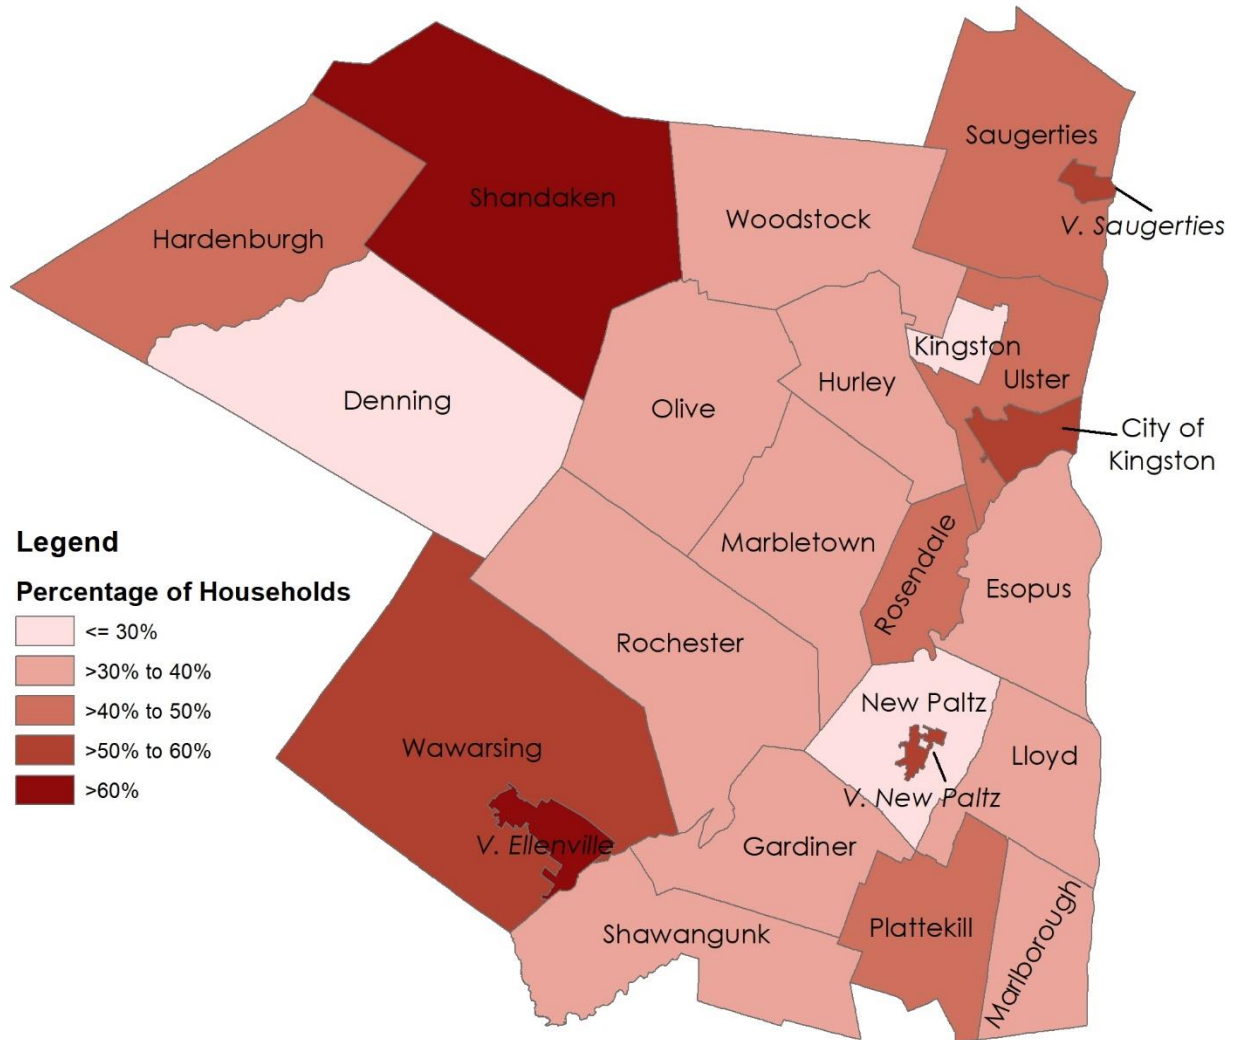 Saugerties
Shandaken
Woodstock
V. Saugerties
Hardenburgh
Kingston
Ulster
Hurley
Denning
Olive
City of
Kingston
Marbletown
Rosendale
Esopus
Rochester
New Paltz
Wawarsing
Lloyd
V. New Paltz
V. Ellenville
Gardiner
Plattekill
Shawangunk
Marlborough
Legend
Percentage of Households
<= 30%
>30% to 40%
>40% to 50%
>50% to 60%
>60%